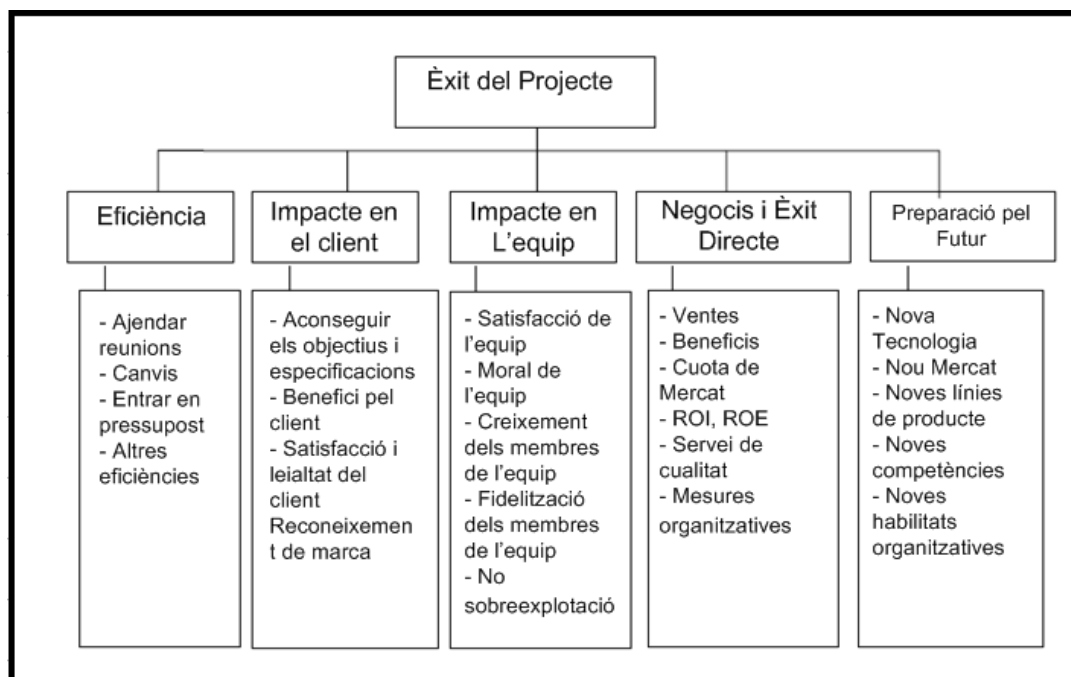 Èxit del Projecte
Eficiència
Impacte en
el client
Impacte en
L'equip
Negocis i Èxit
Directe
Preparació pel
Futur
- Ajendar
reunions
- Canvis
- Entrar en
pressupost
- Altres
eficiències
- Aconseguir
els objectius i
especificacions
- Benefici pel
client
- Satisfacció i
leialtat del
client
Reconeixemen
t de marca
- Satisfacció de
l'equip
- Moral de
l'equip
- Creixement
dels membres
de l'equip
- Fidelització
dels membres
de l'equip
- No
sobreexplotació
- Ventes
- Beneficis
- Cuota de
Mercat
- ROI, ROE
- Servei de
cualitat
- Mesures
organitzatives
- Nova
Tecnologia
- Nou Mercat
- Noves línies
de producte
- Noves
competències
- Noves
habilitats
organitzatives